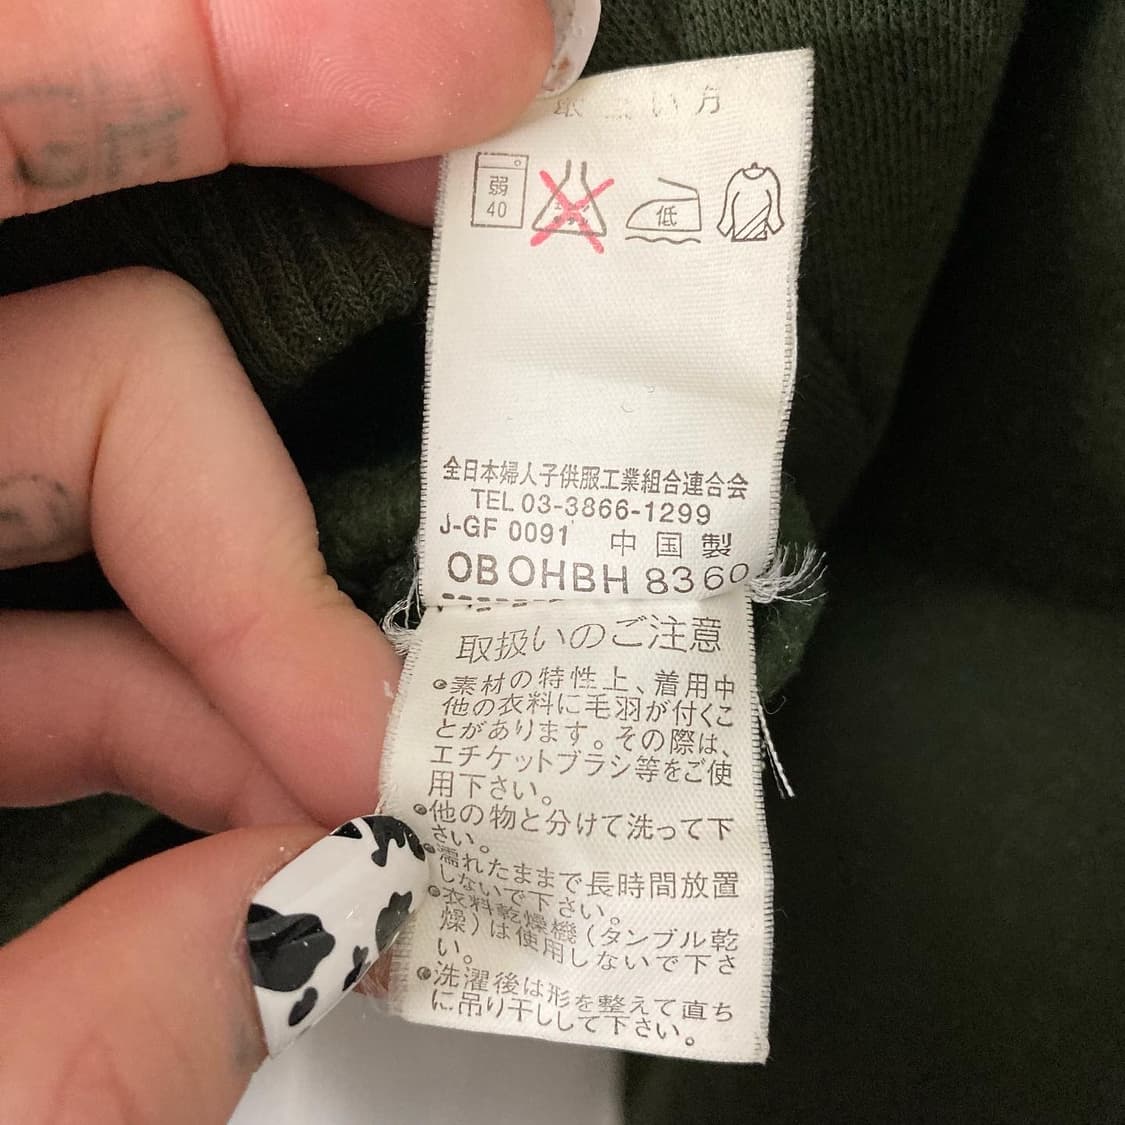 取扱い方
弱
40
低
全日本婦人子供服工業組合連合会
TEL 03-3866-1299
J-GF 0091 中国製
OBOHBH 8360
取扱いのご注意
◉素材の特性上、着用中
他の衣料に毛羽が付くこ
とがあります。その際は、
エチケットブラシ等をご使
用下さい。
◉他の物と分けて洗って下
さい。
◉濡れたままで長時間放置
しないで下さい。
◉衣料乾燥機(タンブル乾
燥)は使用しないで下さ
い。
◉洗濯後は形を整えて直ち
に吊り干しして下さい。